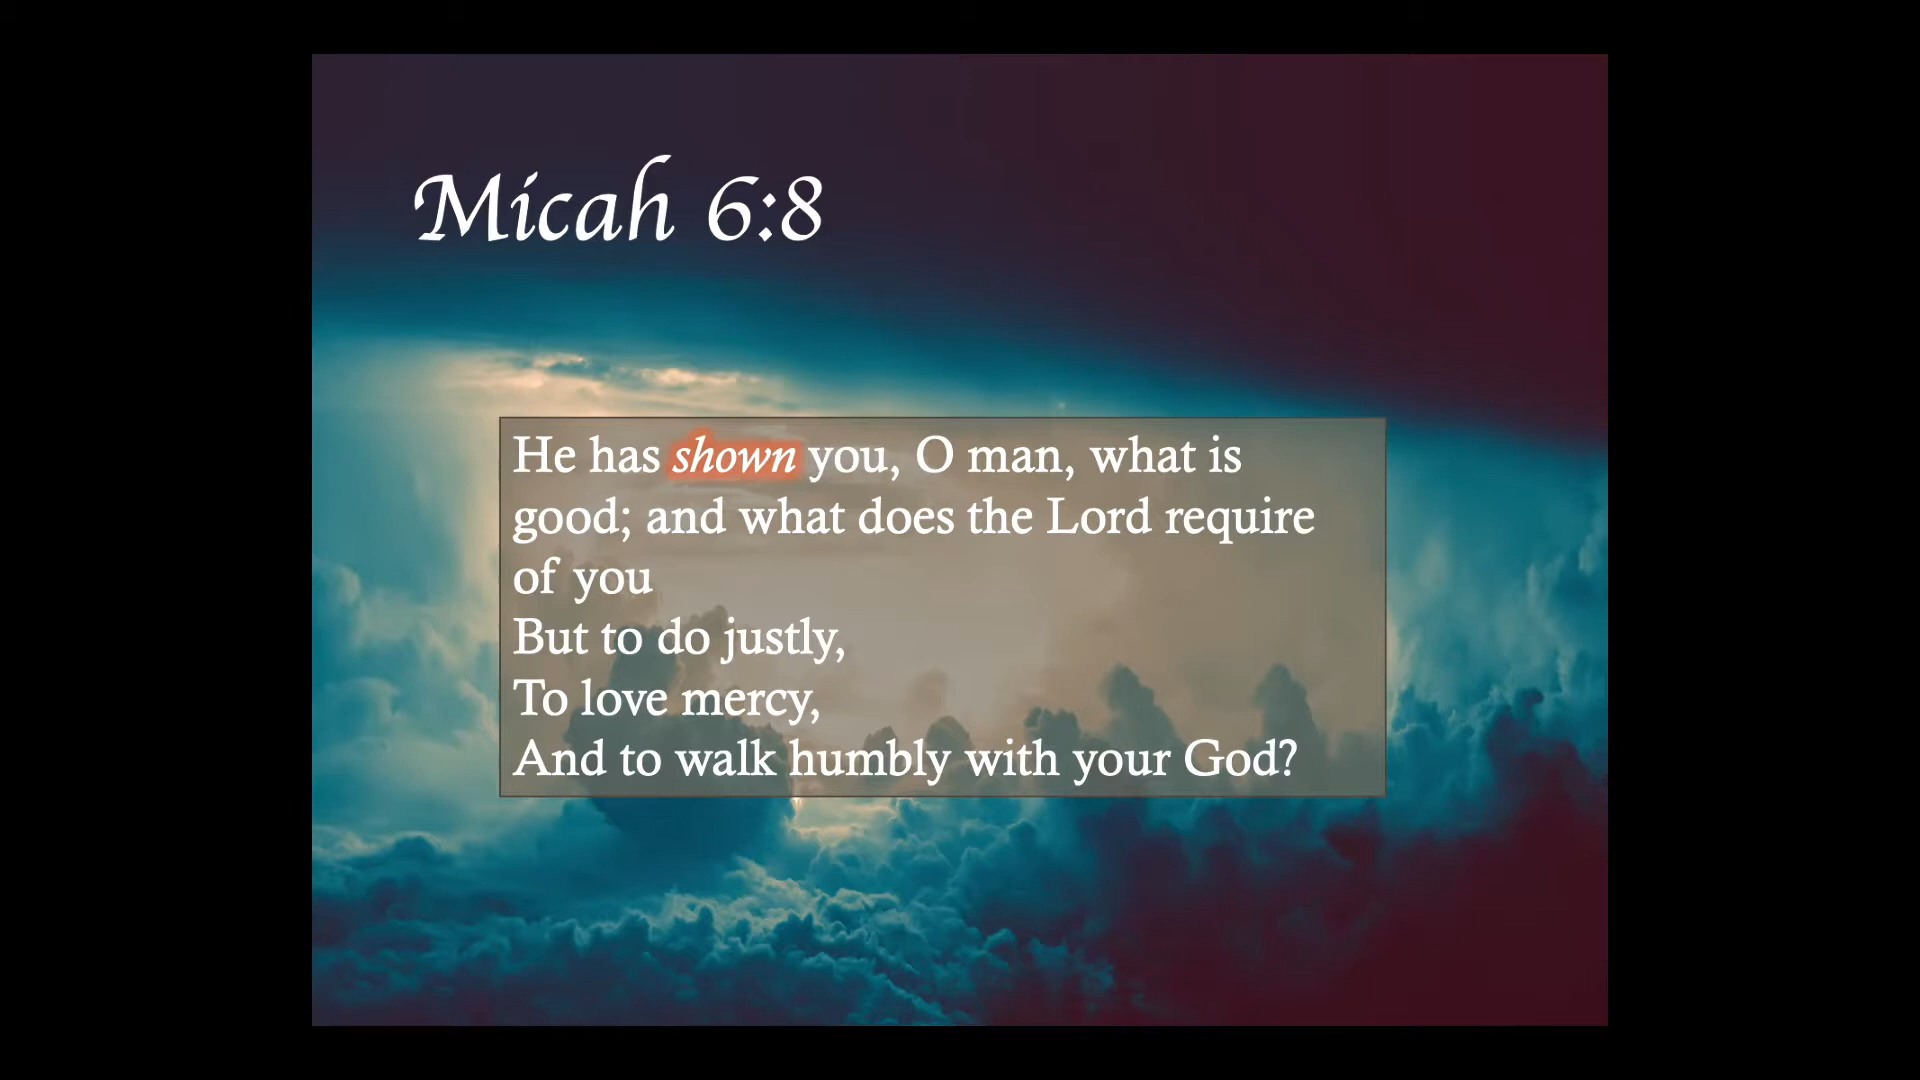 Micah 6:8
He has shown you, O man, what is
good; and what does the Lord require
of you
But to do justly,
To love mercy,
And to walk humbly with your God?